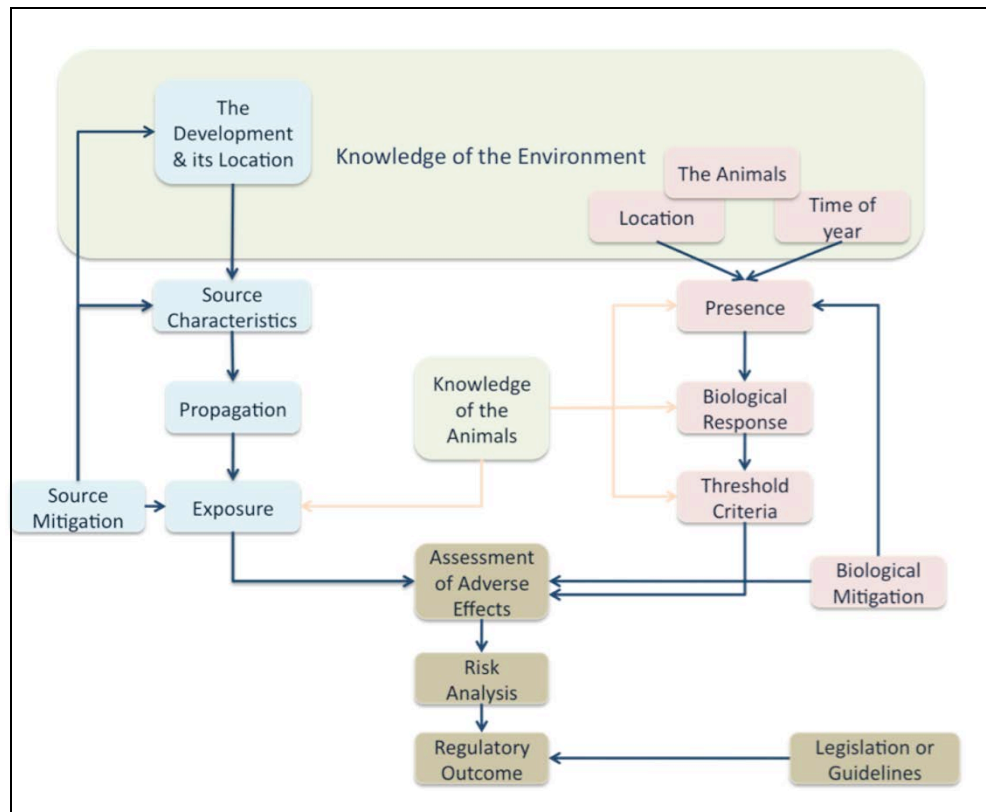 The
Development
& its Location
Knowledge of the Environment
The Animals
Location
Time of
year
Source
Characteristics
Presence
Knowledge
of the
Animals
Propagation
Biological
Response
Source
Mitigation
Exposure
Threshold
Criteria
Assessment
of Adverse
Effects
Biological
Mitigation
Risk
Analysis
Regulatory
Outcome
Legislation or
Guidelines